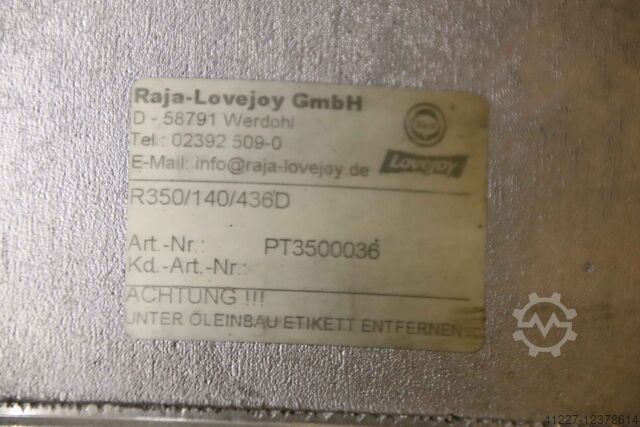 Raja-Lovejoy GmbH
D - 58791 Werdohl
Tel.: 02392 509-0
E-Mail: info@raja-lovejoy.de
Lovejoy
R350/140/436D
Art.-Nr.: PT3500036
Kd.-Art.-Nr.:
ACHTUNG !!!
UNTER ÖLEINBAU ETIKETT ENTFERNEN
41227-12378614